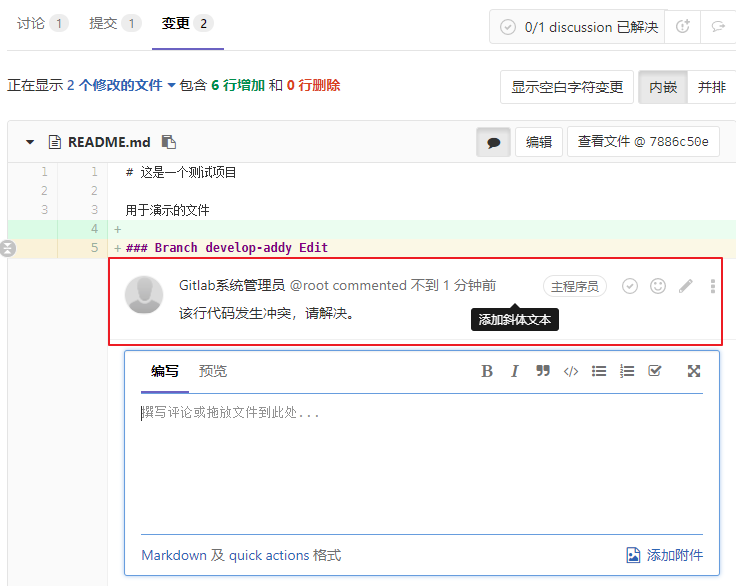 讨论 1 提交 1 变更 2
0/1 discussion 已解决
正在显示 2 个修改的文件 包含 6 行增加 和 0 行删除
显示空白字符变更 内嵌 并排
README.md 编辑 查看文件 @ 7886c50e
1 1 # 这是一个测试项目
2 2
3 3 用于演示的文件
4 +
5 + ### Branch develop-addy Edit
Gitlab系统管理员 @root commented 不到 1 分钟前 主程序员
该行代码发生冲突，请解决。
添加斜体文本
编写 预览 B I
撰写评论或拖放文件到此处...
Markdown 及 quick actions 格式 添加附件